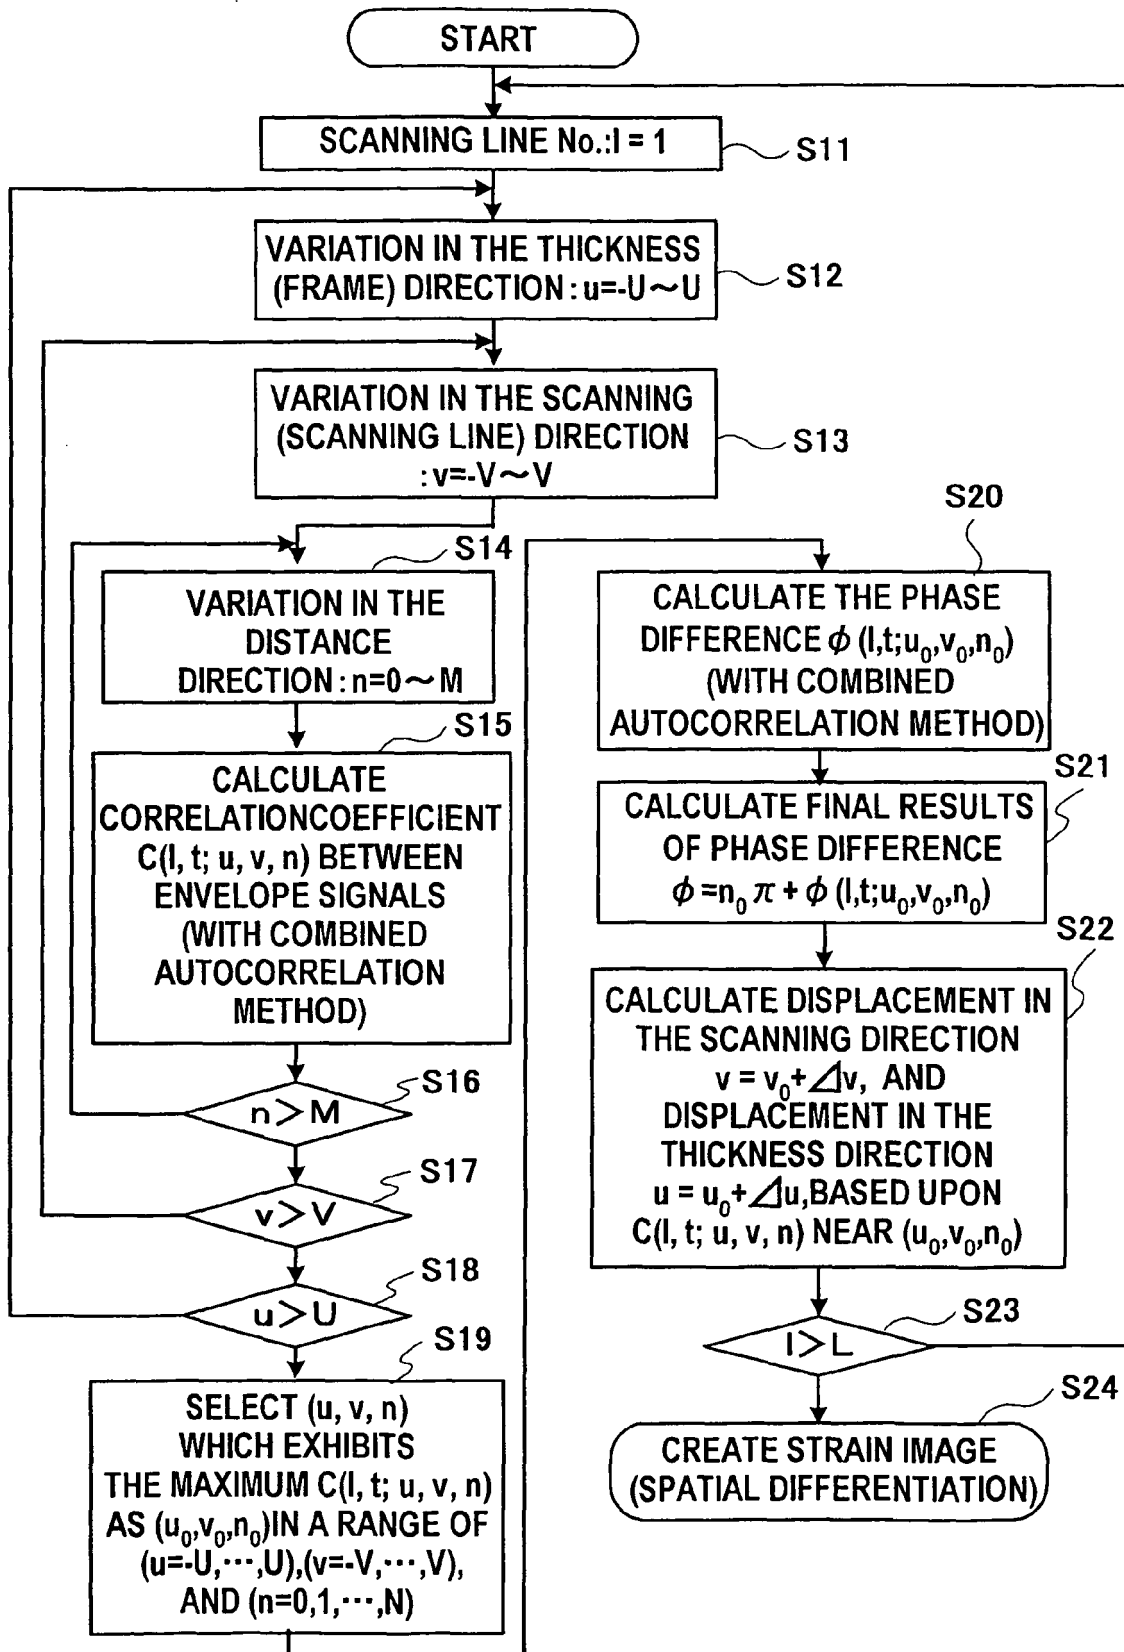 START
SCANNING LINE No.:l = 1
S11
VARIATION IN THE THICKNESS
(FRAME) DIRECTION : u=-U～U
S12
VARIATION IN THE SCANNING
(SCANNING LINE) DIRECTION
: v=-V～V
S13
S14
VARIATION IN THE
DISTANCE
DIRECTION : n=0～M
S15
CALCULATE
CORRELATIONCOEFFICIENT
C(l, t; u, v, n) BETWEEN
ENVELOPE SIGNALS
(WITH COMBINED
AUTOCORRELATION
METHOD)
S16
n>M
S17
v>V
S18
u>U
S19
SELECT (u, v, n)
WHICH EXHIBITS
THE MAXIMUM C(l, t; u, v, n)
AS (u₀,v₀,n₀)IN A RANGE OF
(u=-U,⋯,U),(v=-V,⋯,V),
AND (n=0,1,⋯,N)
S20
CALCULATE THE PHASE
DIFFERENCE ϕ (l,t;u₀,v₀,n₀)
(WITH COMBINED
AUTOCORRELATION METHOD)
S21
CALCULATE FINAL RESULTS
OF PHASE DIFFERENCE
ϕ =n₀ π + ϕ (l,t;u₀,v₀,n₀)
S22
CALCULATE DISPLACEMENT IN
THE SCANNING DIRECTION
v = v₀+⊿v, AND
DISPLACEMENT IN THE
THICKNESS DIRECTION
u = u₀+⊿u,BASED UPON
C(l, t; u, v, n) NEAR (u₀,v₀,n₀)
S23
l>L
S24
CREATE STRAIN IMAGE
(SPATIAL DIFFERENTIATION)